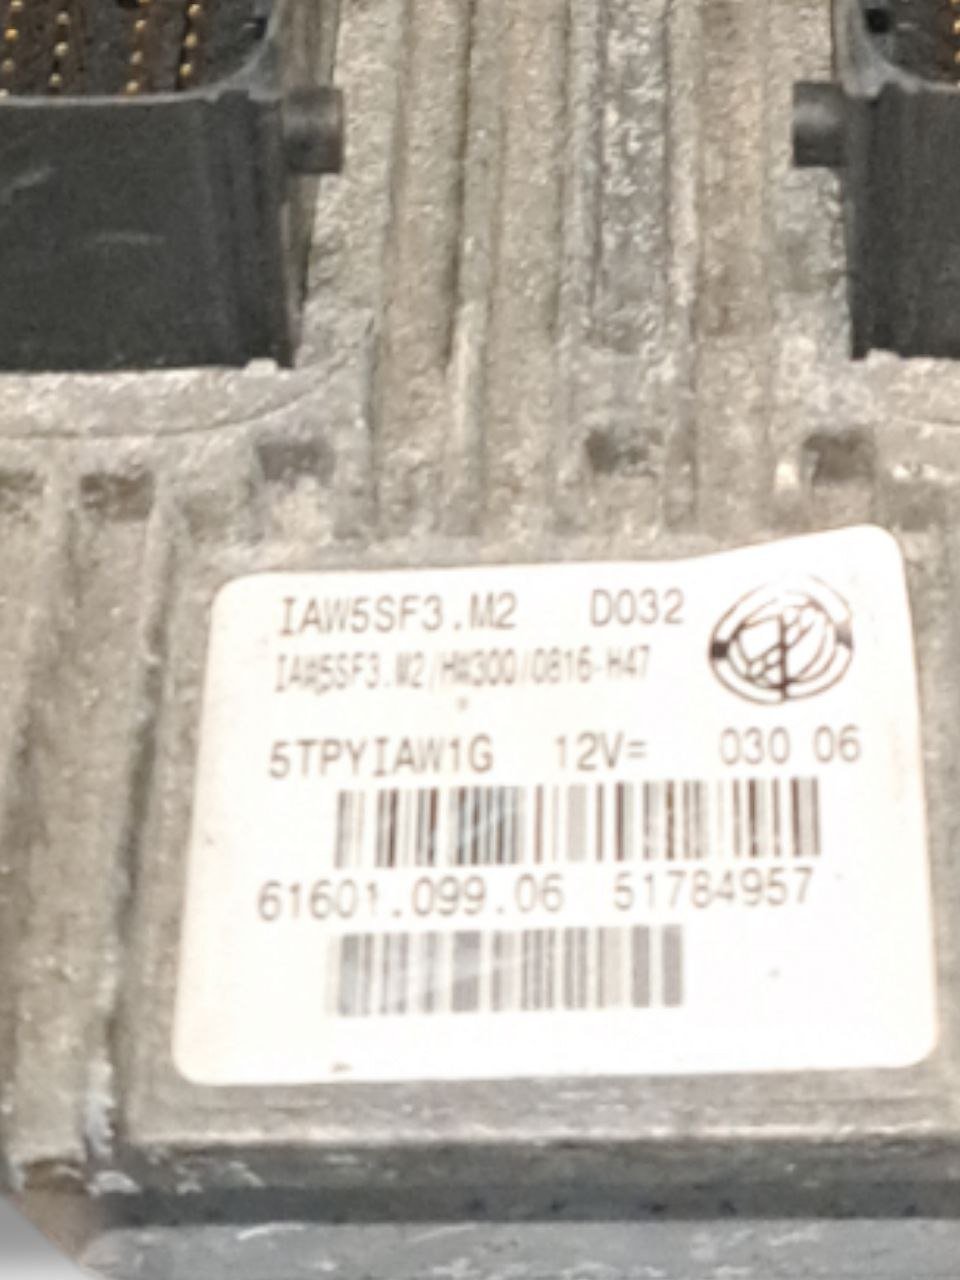 IAW5SF3.M2 D032
IAW5SF3.M2/HW300/0816-H47
5TPYIAW1G 12V= 030 06
61601.099.06 51784957